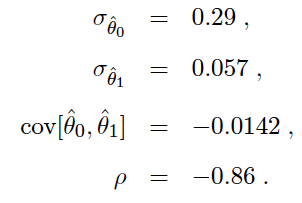 σ_{θ̂₀} = 0.29 ,
σ_{θ̂₁} = 0.057 ,
cov[θ̂₀, θ̂₁] = −0.0142 ,
ρ = −0.86 .